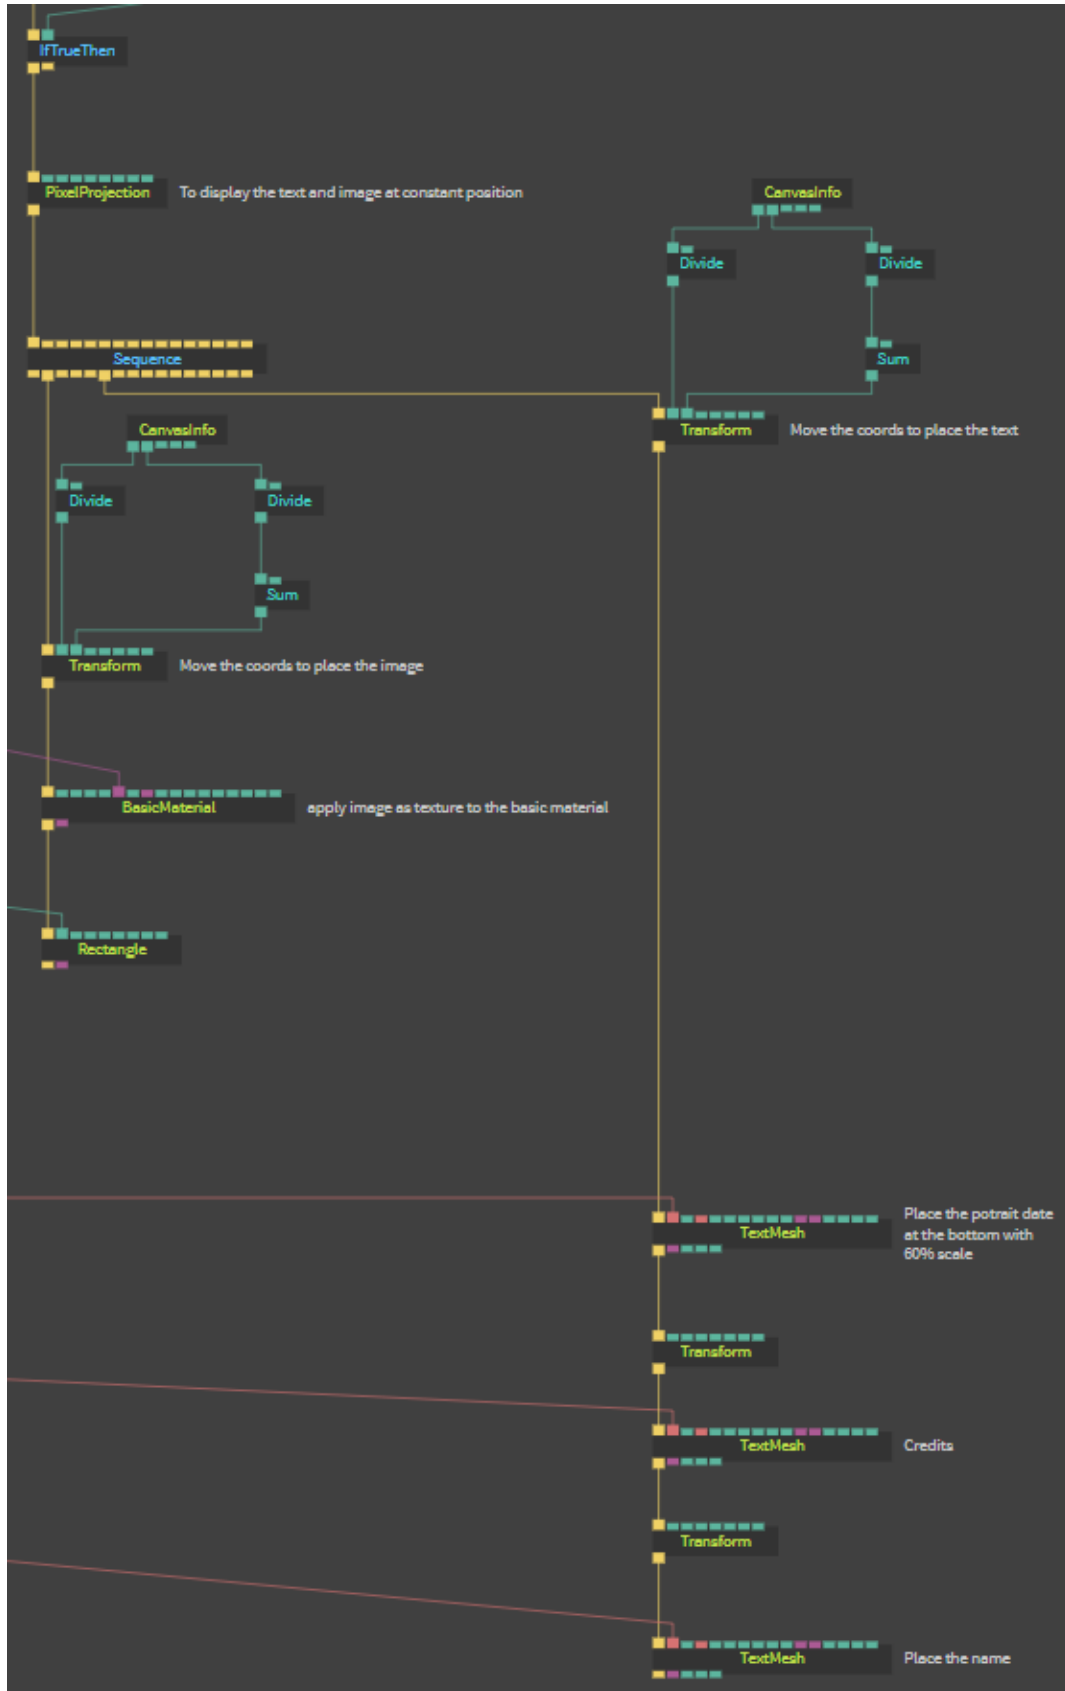 IfTrueThen
PixelProjection
To display the text and image at constant position
CanvasInfo
Divide
Divide
Sequence
Sum
CanvasInfo
Transform
Move the coords to place the text
Divide
Divide
Sum
Transform
Move the coords to place the image
BasicMaterial
apply image as texture to the basic material
Rectangle
TextMesh
Place the potrait date
at the bottom with
60% scale
Transform
TextMesh
Credits
Transform
TextMesh
Place the name